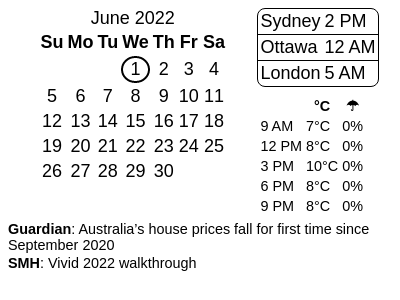 June 2022
Su Mo Tu We Th Fr Sa
1 2 3 4
5 6 7 8 9 10 11
12 13 14 15 16 17 18
19 20 21 22 23 24 25
26 27 28 29 30
Sydney 2 PM
Ottawa 12 AM
London 5 AM
°C ☂
9 AM 7°C 0%
12 PM 8°C 0%
3 PM 10°C 0%
6 PM 8°C 0%
9 PM 8°C 0%
Guardian: Australia’s house prices fall for first time since
September 2020
SMH: Vivid 2022 walkthrough